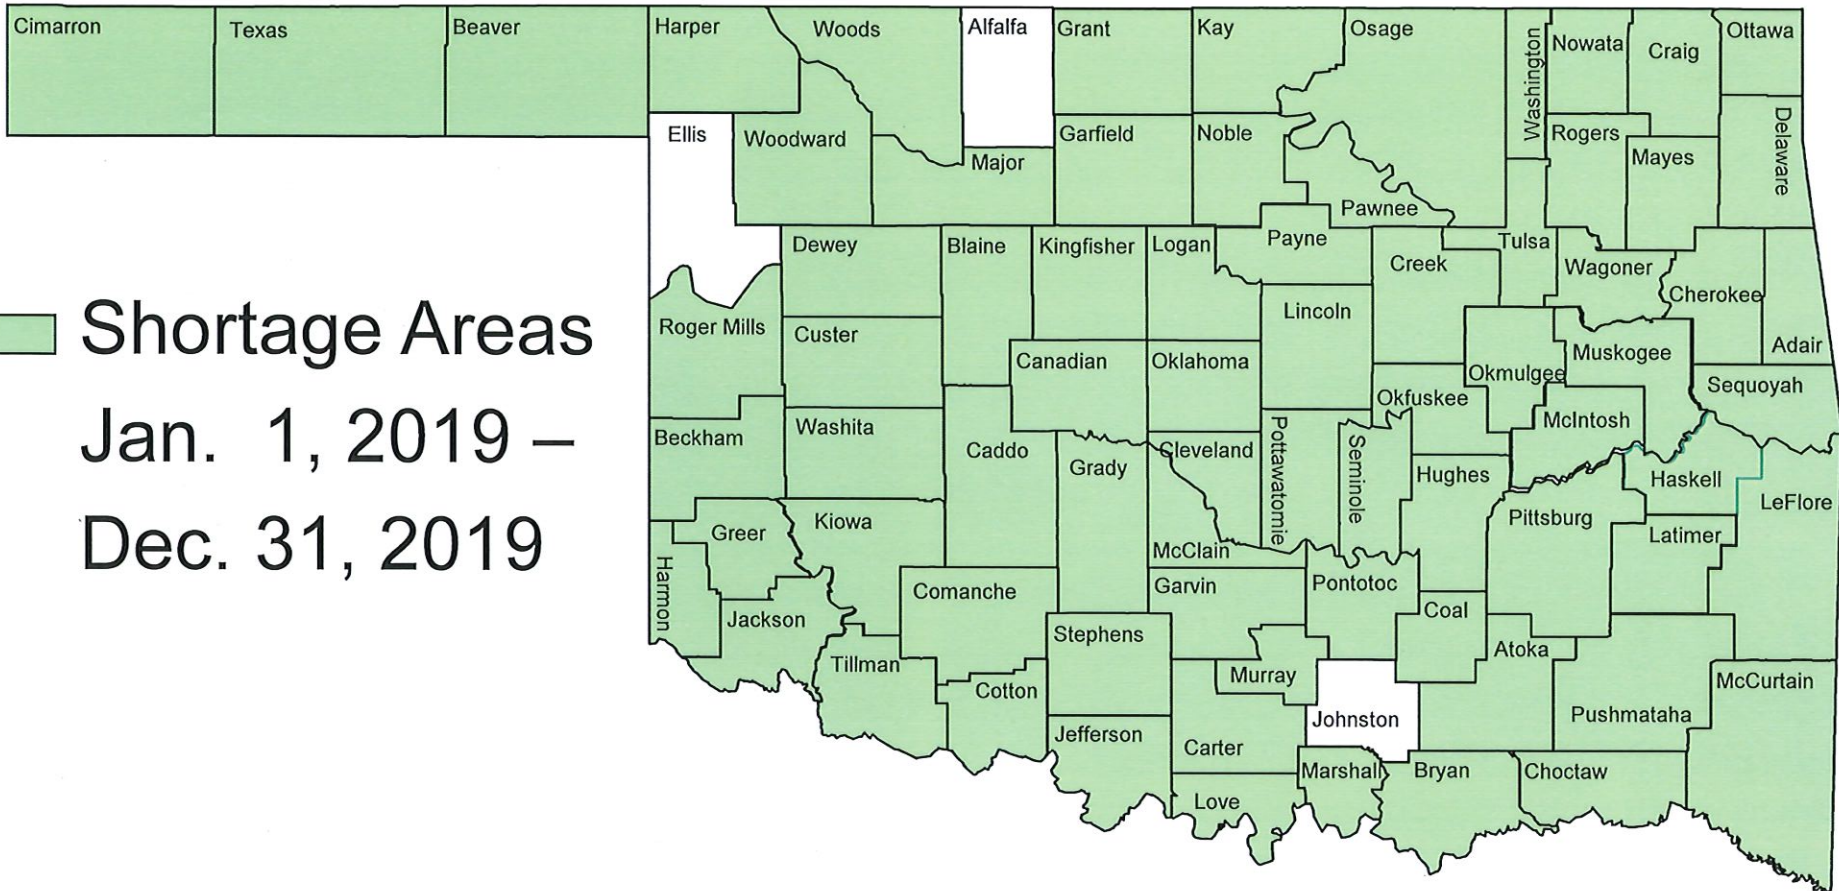 Cimarron
Texas
Beaver
Harper
Woods
Alfalfa
Grant
Kay
Osage
Washington
Nowata
Craig
Ottawa
Ellis
Woodward
Major
Garfield
Noble
Pawnee
Rogers
Mayes
Delaware
Dewey
Blaine
Kingfisher
Logan
Payne
Creek
Tulsa
Wagoner
Cherokee
Adair
Shortage Areas
Jan. 1, 2019 –
Dec. 31, 2019
Roger Mills
Custer
Canadian
Oklahoma
Lincoln
Okmulgee
Muskogee
Sequoyah
Okfuskee
McIntosh
Beckham
Washita
Caddo
Grady
Cleveland
Pottawatomie
Seminole
Hughes
Haskell
LeFlore
Greer
Kiowa
McClain
Pittsburg
Latimer
Harmon
Jackson
Comanche
Garvin
Pontotoc
Coal
Tillman
Stephens
Murray
Atoka
Cotton
Johnston
Pushmataha
McCurtain
Jefferson
Carter
Marshall
Bryan
Choctaw
Love